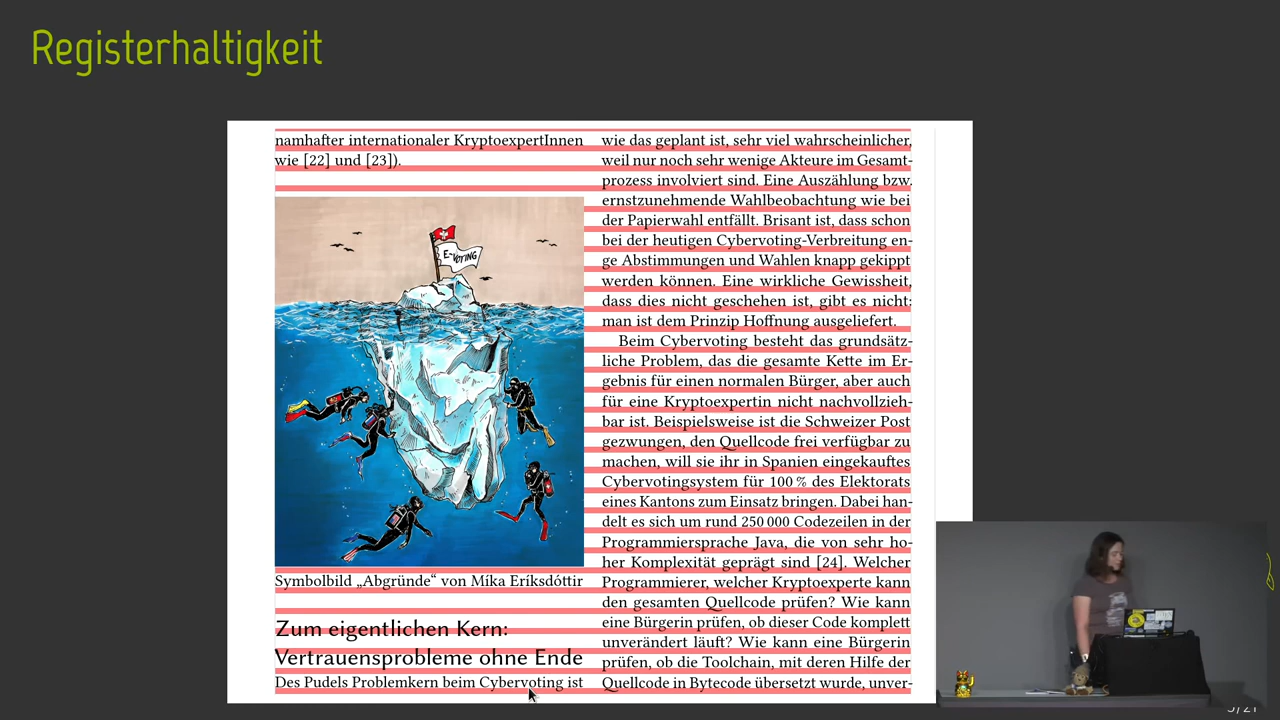 Registerhaltigkeit
namhafter internationaler KryptoexpertInnen
wie [22] und [23]).
E-VOTING
Symbolbild „Abgründe“ von Míka Eríksdóttir
Zum eigentlichen Kern:
Vertrauensprobleme ohne Ende
Des Pudels Problemkern beim Cybervoting ist
wie das geplant ist, sehr viel wahrscheinlicher,
weil nur noch sehr wenige Akteure im Gesamt-
prozess involviert sind. Eine Auszählung bzw.
ernstzunehmende Wahlbeobachtung wie bei
der Papierwahl entfällt. Brisant ist, dass schon
bei der heutigen Cybervoting-Verbreitung en-
ge Abstimmungen und Wahlen knapp gekippt
werden können. Eine wirkliche Gewissheit,
dass dies nicht geschehen ist, gibt es nicht:
man ist dem Prinzip Hoffnung ausgeliefert.
Beim Cybervoting besteht das grundsätz-
liche Problem, das die gesamte Kette im Er-
gebnis für einen normalen Bürger, aber auch
für eine Kryptoexpertin nicht nachvollzieh-
bar ist. Beispielsweise ist die Schweizer Post
gezwungen, den Quellcode frei verfügbar zu
machen, will sie ihr in Spanien eingekauftes
Cybervotingsystem für 100 % des Elektorats
eines Kantons zum Einsatz bringen. Dabei han-
delt es sich um rund 250 000 Codezeilen in der
Programmiersprache Java, die von sehr ho-
her Komplexität geprägt sind [24]. Welcher
Programmierer, welcher Kryptoexperte kann
den gesamten Quellcode prüfen? Wie kann
eine Bürgerin prüfen, ob dieser Code komplett
unverändert läuft? Wie kann eine Bürgerin
prüfen, ob die Toolchain, mit deren Hilfe der
Quellcode in Bytecode übersetzt wurde, unver-